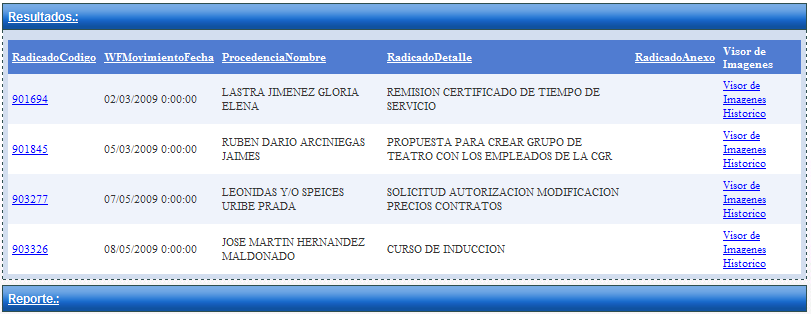 Resultados.:
RadicadoCodigo WFMovimientoFecha ProcedenciaNombre RadicadoDetalle RadicadoAnexo Visor de
Imagenes
901694 02/03/2009 0:00:00 LASTRA JIMENEZ GLORIA
ELENA REMISION CERTIFICADO DE TIEMPO DE
SERVICIO Visor de
Imagenes
Historico
901845 05/03/2009 0:00:00 RUBEN DARIO ARCINIEGAS
JAIMES PROPUESTA PARA CREAR GRUPO DE
TEATRO CON LOS EMPLEADOS DE LA CGR Visor de
Imagenes
Historico
903277 07/05/2009 0:00:00 LEONIDAS Y/O SPEICES
URIBE PRADA SOLICITUD AUTORIZACION MODIFICACION
PRECIOS CONTRATOS Visor de
Imagenes
Historico
903326 08/05/2009 0:00:00 JOSE MARTIN HERNANDEZ
MALDONADO CURSO DE INDUCCION Visor de
Imagenes
Historico
Reporte.: